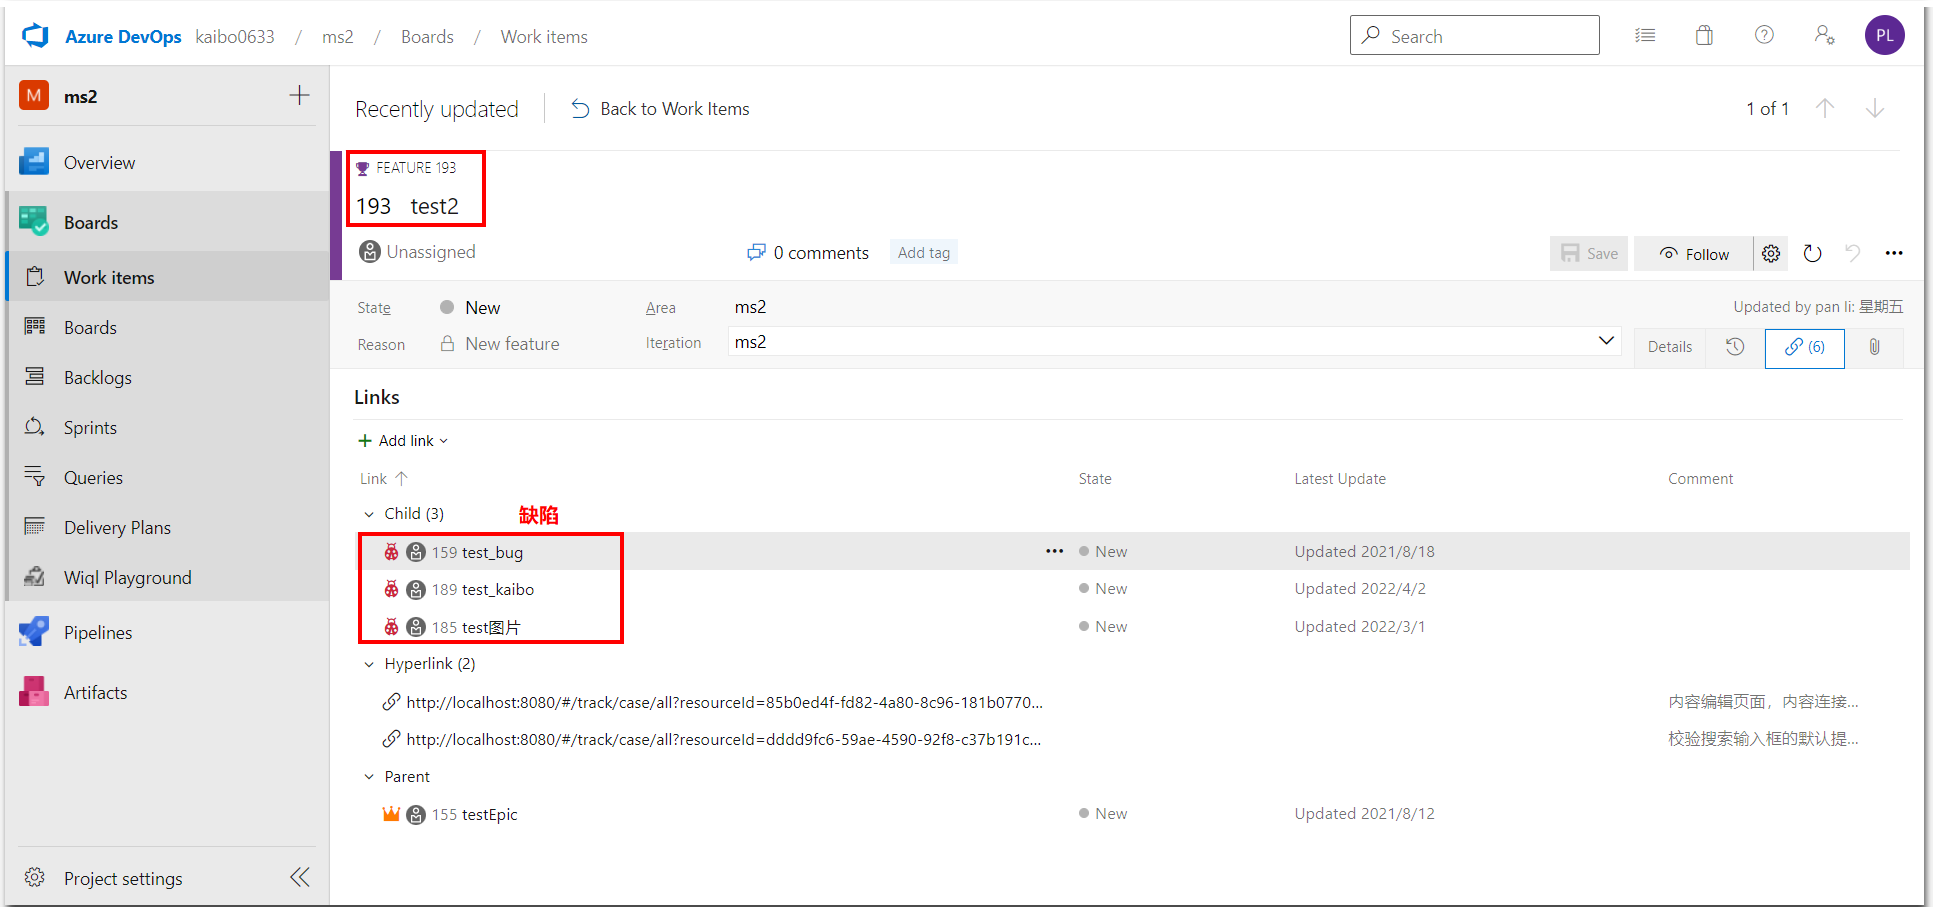 Azure DevOps kaibo0633 / ms2 / Boards / Work items
Search
PL
M ms2
Overview
Boards
Work items
Boards
Backlogs
Sprints
Queries
Delivery Plans
Wiql Playground
Pipelines
Artifacts
Project settings
Recently updated
Back to Work Items
1 of 1
FEATURE 193
193 test2
Unassigned
0 comments
Add tag
Save
Follow
State
New
Area
ms2
Updated by pan li: 星期五
Reason
New feature
Iteration
ms2
Details
(6)
Links
Add link
Link
State
Latest Update
Comment
Child (3)
缺陷
159 test_bug
New
Updated 2021/8/18
189 test_kaibo
New
Updated 2022/4/2
185 test图片
New
Updated 2022/3/1
Hyperlink (2)
http://localhost:8080/#/track/case/all?resourceId=85b0ed4f-fd82-4a80-8c96-181b0770...
内容编辑页面，内容连接...
http://localhost:8080/#/track/case/all?resourceId=dddd9fc6-59ae-4590-92f8-c37b191c...
校验搜索输入框的默认提...
Parent
155 testEpic
New
Updated 2021/8/12